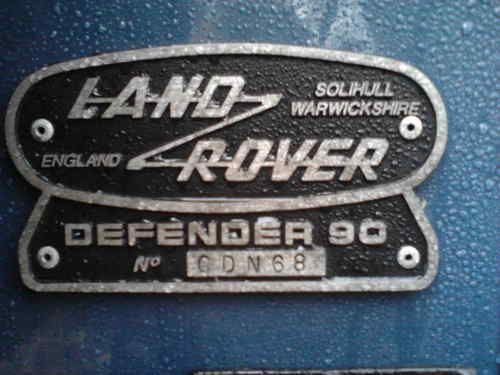 LAND ROVER
SOLIHULL
WARWICKSHIRE
ENGLAND
DEFENDER 90
No CDN68